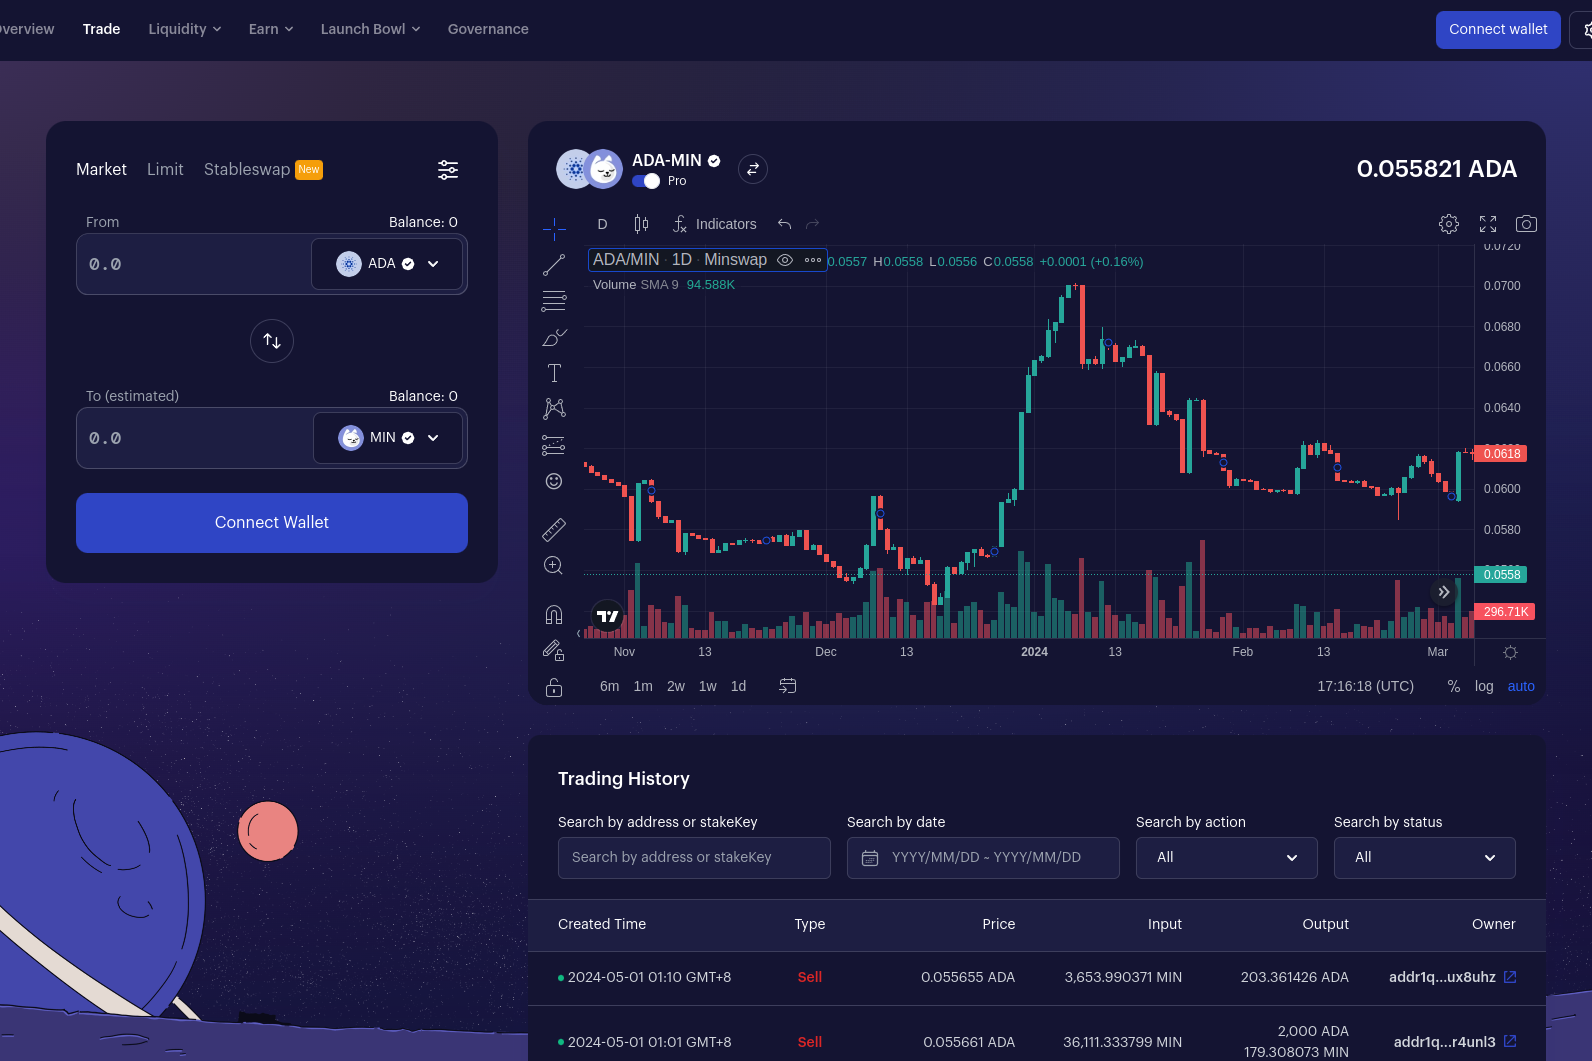 Trade Liquidity Earn Launch Bowl Governance Connect wallet
Market Limit Stableswap New
From Balance: 0
0.0 ADA
To (estimated) Balance: 0
0.0 MIN
Connect Wallet
ADA-MIN
Pro
0.055821 ADA
D Indicators
ADA/MIN · 1D · Minswap 0.0557 H0.0558 L0.0556 C0.0558 +0.0001 (+0.16%)
Volume SMA 9 94.588K
0.0720
0.0700
0.0680
0.0660
0.0640
0.0618
0.0600
0.0580
0.0558
296.71K
Nov 13 Dec 13 2024 13 Feb 13 Mar
6m 1m 2w 1w 1d 17:16:18 (UTC) % log auto
Trading History
Search by address or stakeKey Search by date Search by action Search by status
Search by address or stakeKey YYYY/MM/DD ~ YYYY/MM/DD All All
Created Time Type Price Input Output Owner
2024-05-01 01:10 GMT+8 Sell 0.055655 ADA 3,653.990371 MIN 203.361426 ADA addr1q...ux8uhz
2024-05-01 01:01 GMT+8 Sell 0.055661 ADA 36,111.333799 MIN 2,000 ADA addr1q...r4unl3
179.308073 MIN